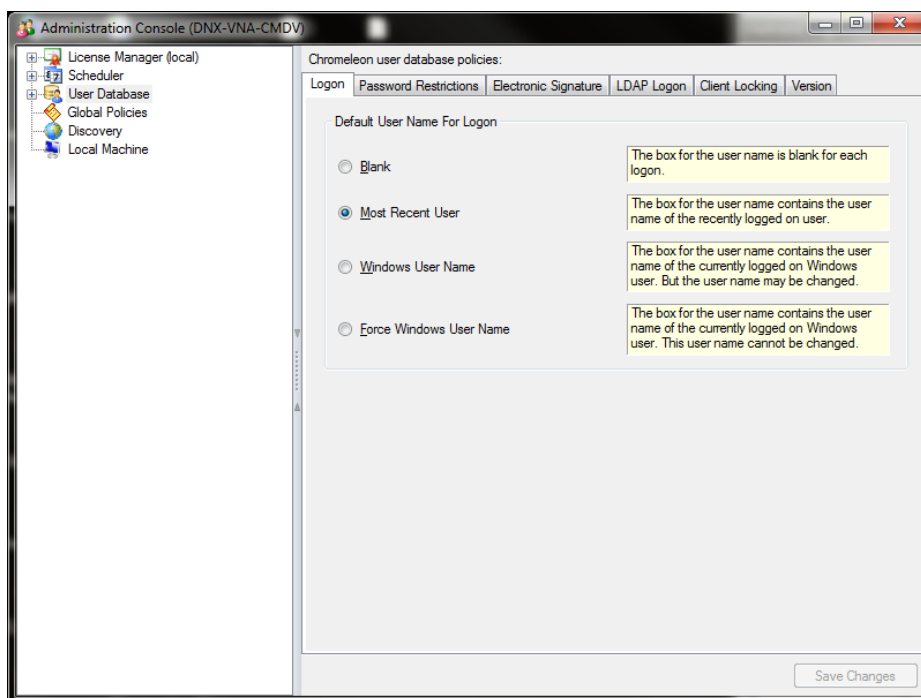 Administration Console (DNX-VNA-CMDV)
License Manager (local)
Scheduler
User Database
Global Policies
Discovery
Local Machine
Chromeleon user database policies:
Logon
Password Restrictions
Electronic Signature
LDAP Logon
Client Locking
Version
Default User Name For Logon
Blank
The box for the user name is blank for each
logon.
Most Recent User
The box for the user name contains the user
name of the recently logged on user.
Windows User Name
The box for the user name contains the user
name of the currently logged on Windows
user. But the user name may be changed.
Force Windows User Name
The box for the user name contains the user
name of the currently logged on Windows
user. This user name cannot be changed.
Save Changes